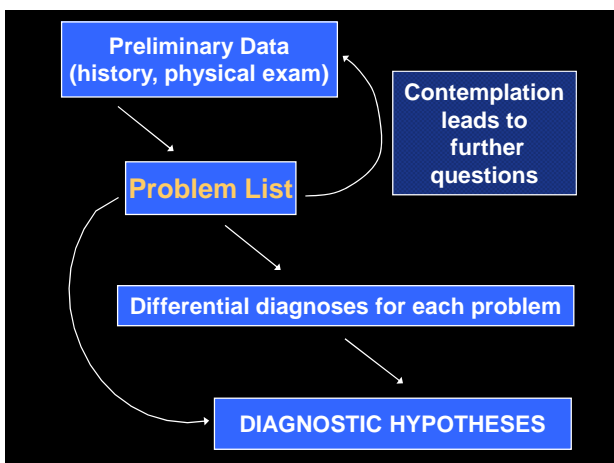 Preliminary Data
(history, physical exam)
Contemplation
leads to
further
questions
Problem List
Differential diagnoses for each problem
DIAGNOSTIC HYPOTHESES